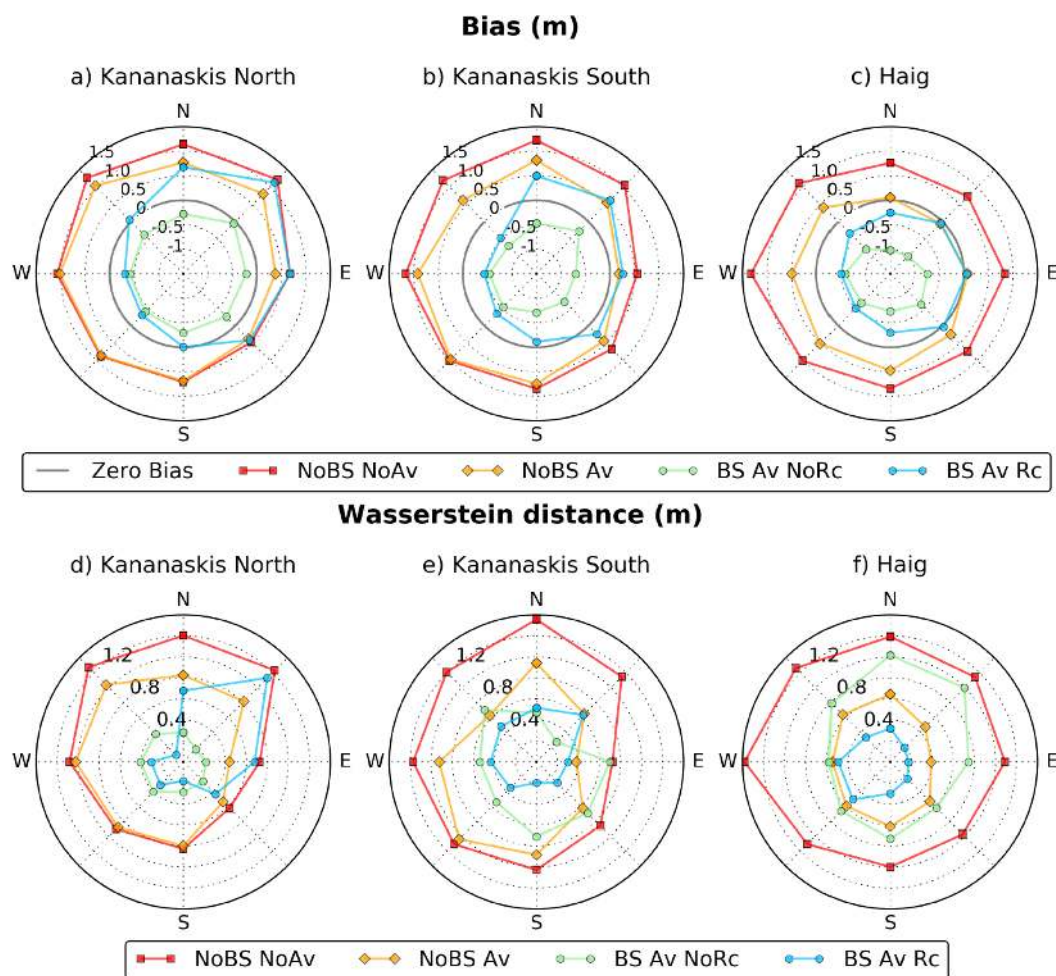 Bias (m)
a) Kananaskis North
b) Kananaskis South
c) Haig
N
N
N
1.5
1.0
0.5
0
-0.5
-1
1.5
1.0
0.5
0
-0.5
-1
1.5
1.0
0.5
0
-0.5
-1
W
E
W
E
W
E
S
S
S
Zero Bias
NoBS NoAv
NoBS Av
BS Av NoRc
BS Av Rc
Wasserstein distance (m)
d) Kananaskis North
e) Kananaskis South
f) Haig
N
N
N
1.2
0.8
0.4
1.2
0.8
0.4
1.2
0.8
0.4
W
E
W
E
W
E
S
S
S
NoBS NoAv
NoBS Av
BS Av NoRc
BS Av Rc